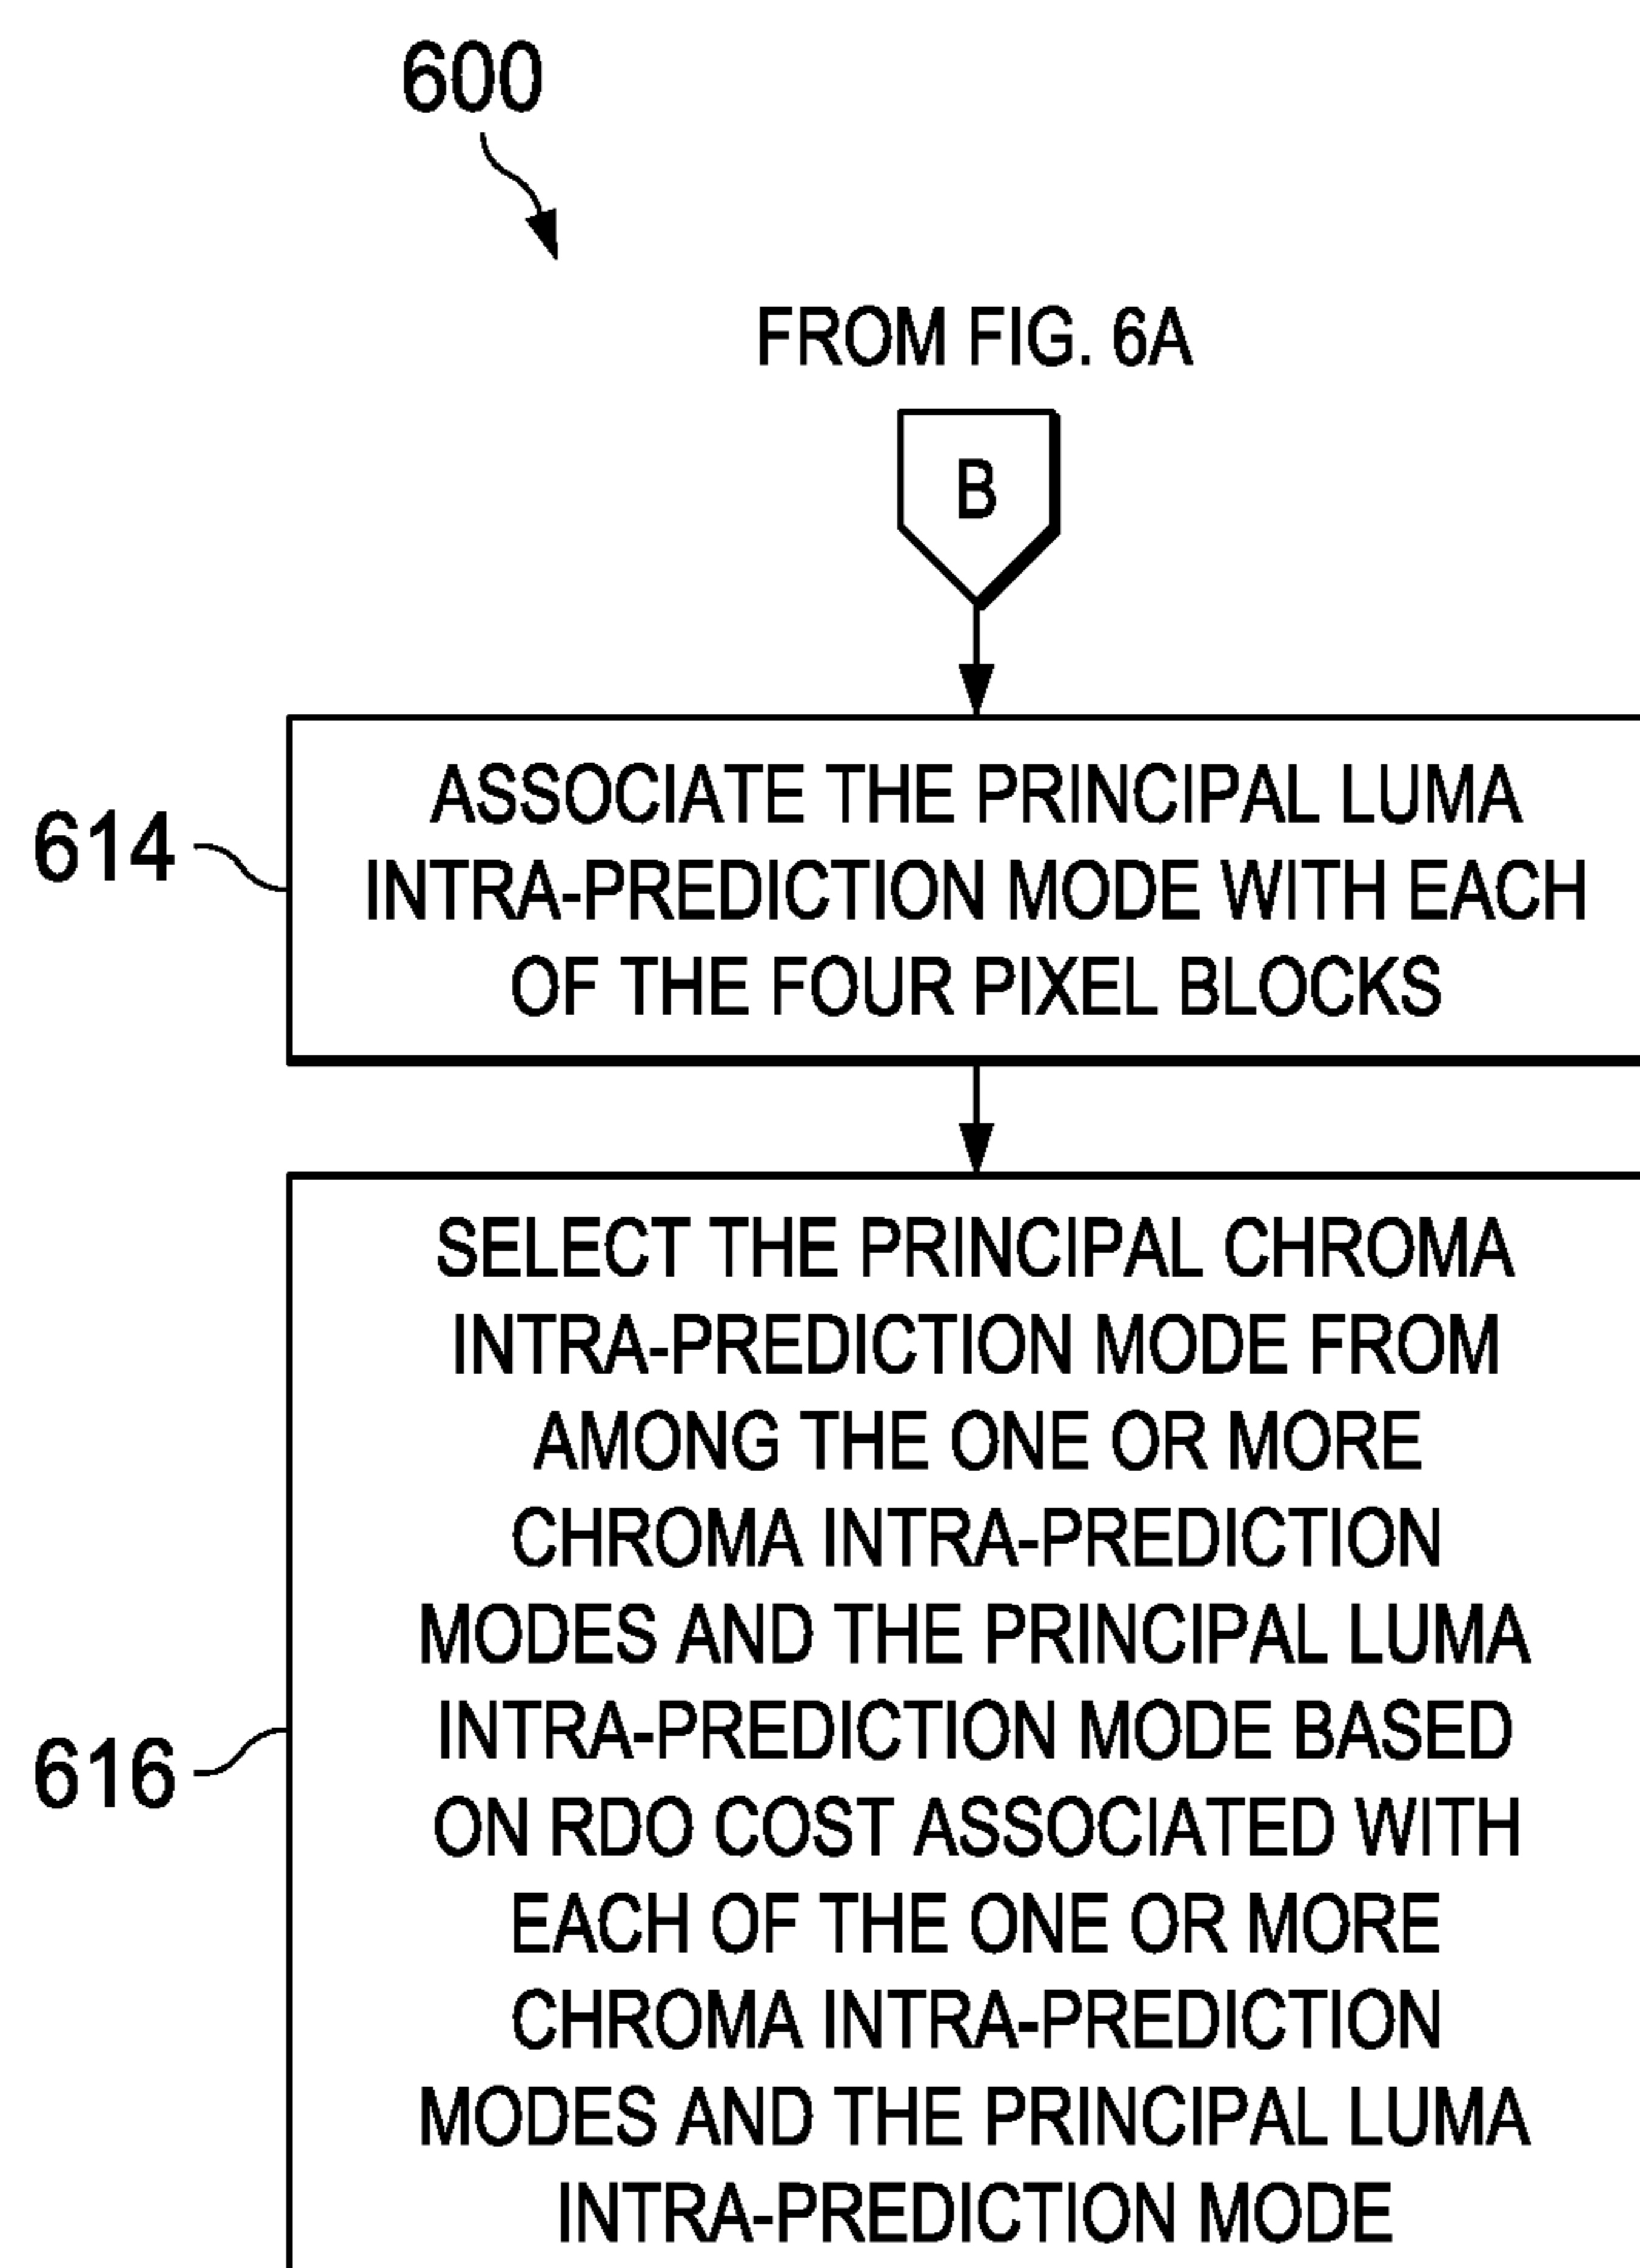 600
FROM FIG. 6A
B
614
ASSOCIATE THE PRINCIPAL LUMA
INTRA-PREDICTION MODE WITH EACH
OF THE FOUR PIXEL BLOCKS
616
SELECT THE PRINCIPAL CHROMA
INTRA-PREDICTION MODE FROM
AMONG THE ONE OR MORE
CHROMA INTRA-PREDICTION
MODES AND THE PRINCIPAL LUMA
INTRA-PREDICTION MODE BASED
ON RDO COST ASSOCIATED WITH
EACH OF THE ONE OR MORE
CHROMA INTRA-PREDICTION
MODES AND THE PRINCIPAL LUMA
INTRA-PREDICTION MODE